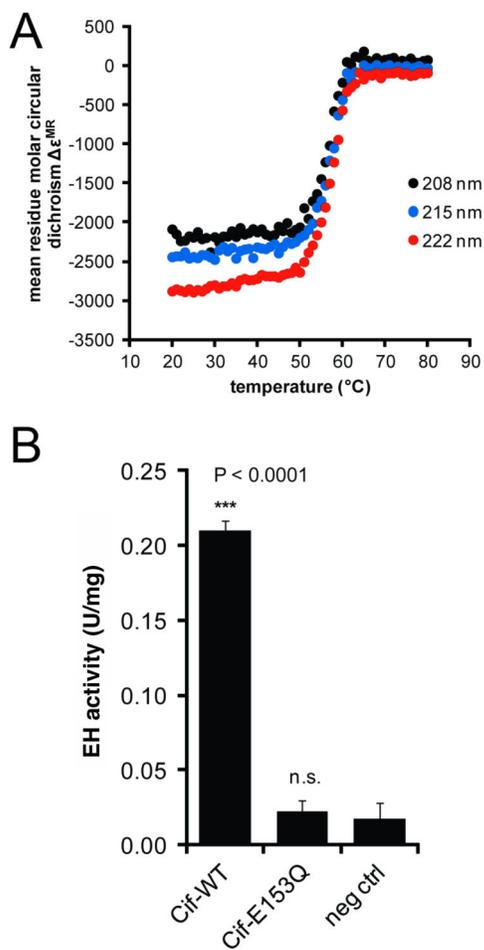 A
500
0
-500
-1000
-1500
-2000
-2500
-3000
-3500
mean residue molar circular
dichroism Δε^MR
208 nm
215 nm
222 nm
10 20 30 40 50 60 70 80 90
temperature (°C)
B
0.25
0.20
0.15
0.10
0.05
0.00
EH activity (U/mg)
P < 0.0001
***
n.s.
Cif-WT
Cif-E153Q
neg ctrl